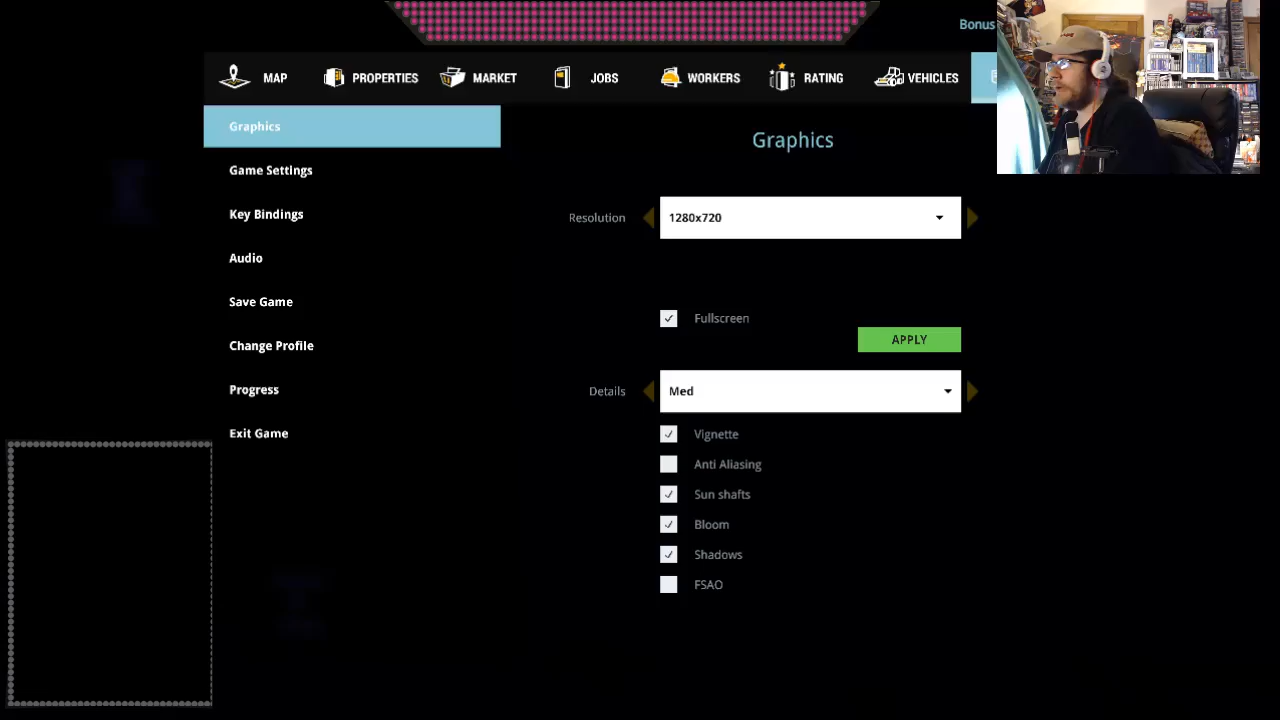 Bonus
MAP PROPERTIES MARKET JOBS WORKERS RATING VEHICLES
Graphics
Game Settings
Key Bindings
Audio
Save Game
Change Profile
Progress
Exit Game
Graphics
Resolution 1280x720
Fullscreen
APPLY
Details Med
Vignette
Anti Aliasing
Sun shafts
Bloom
Shadows
FSAO